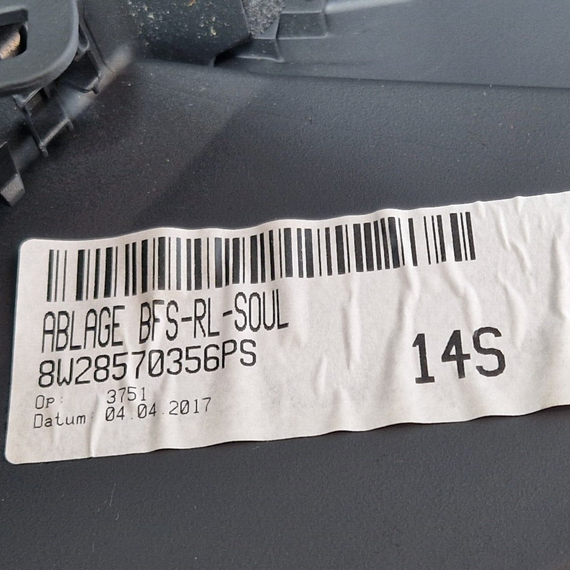 ABLAGE BFS-RL-SOUL
8W28570356PS
14S
Op: 3751
Datum: 04.04.2017